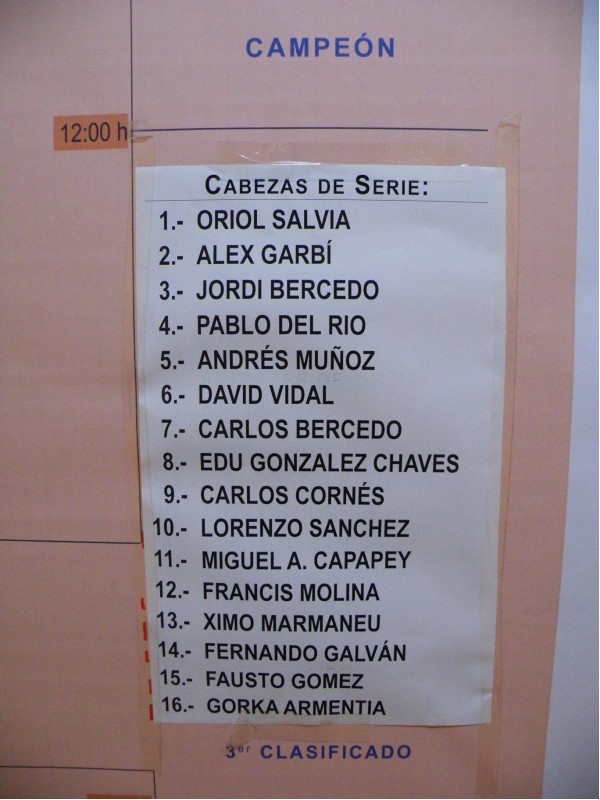 CAMPEÓN
12:00 h
CABEZAS DE SERIE:
1.- ORIOL SALVIA
2.- ALEX GARBÍ
3.- JORDI BERCEDO
4.- PABLO DEL RIO
5.- ANDRÉS MUÑOZ
6.- DAVID VIDAL
7.- CARLOS BERCEDO
8.- EDU GONZALEZ CHAVES
9.- CARLOS CORNÉS
10.- LORENZO SANCHEZ
11.- MIGUEL A. CAPAPEY
12.- FRANCIS MOLINA
13.- XIMO MARMANEU
14.- FERNANDO GALVÁN
15.- FAUSTO GOMEZ
16.- GORKA ARMENTIA
3er CLASIFICADO